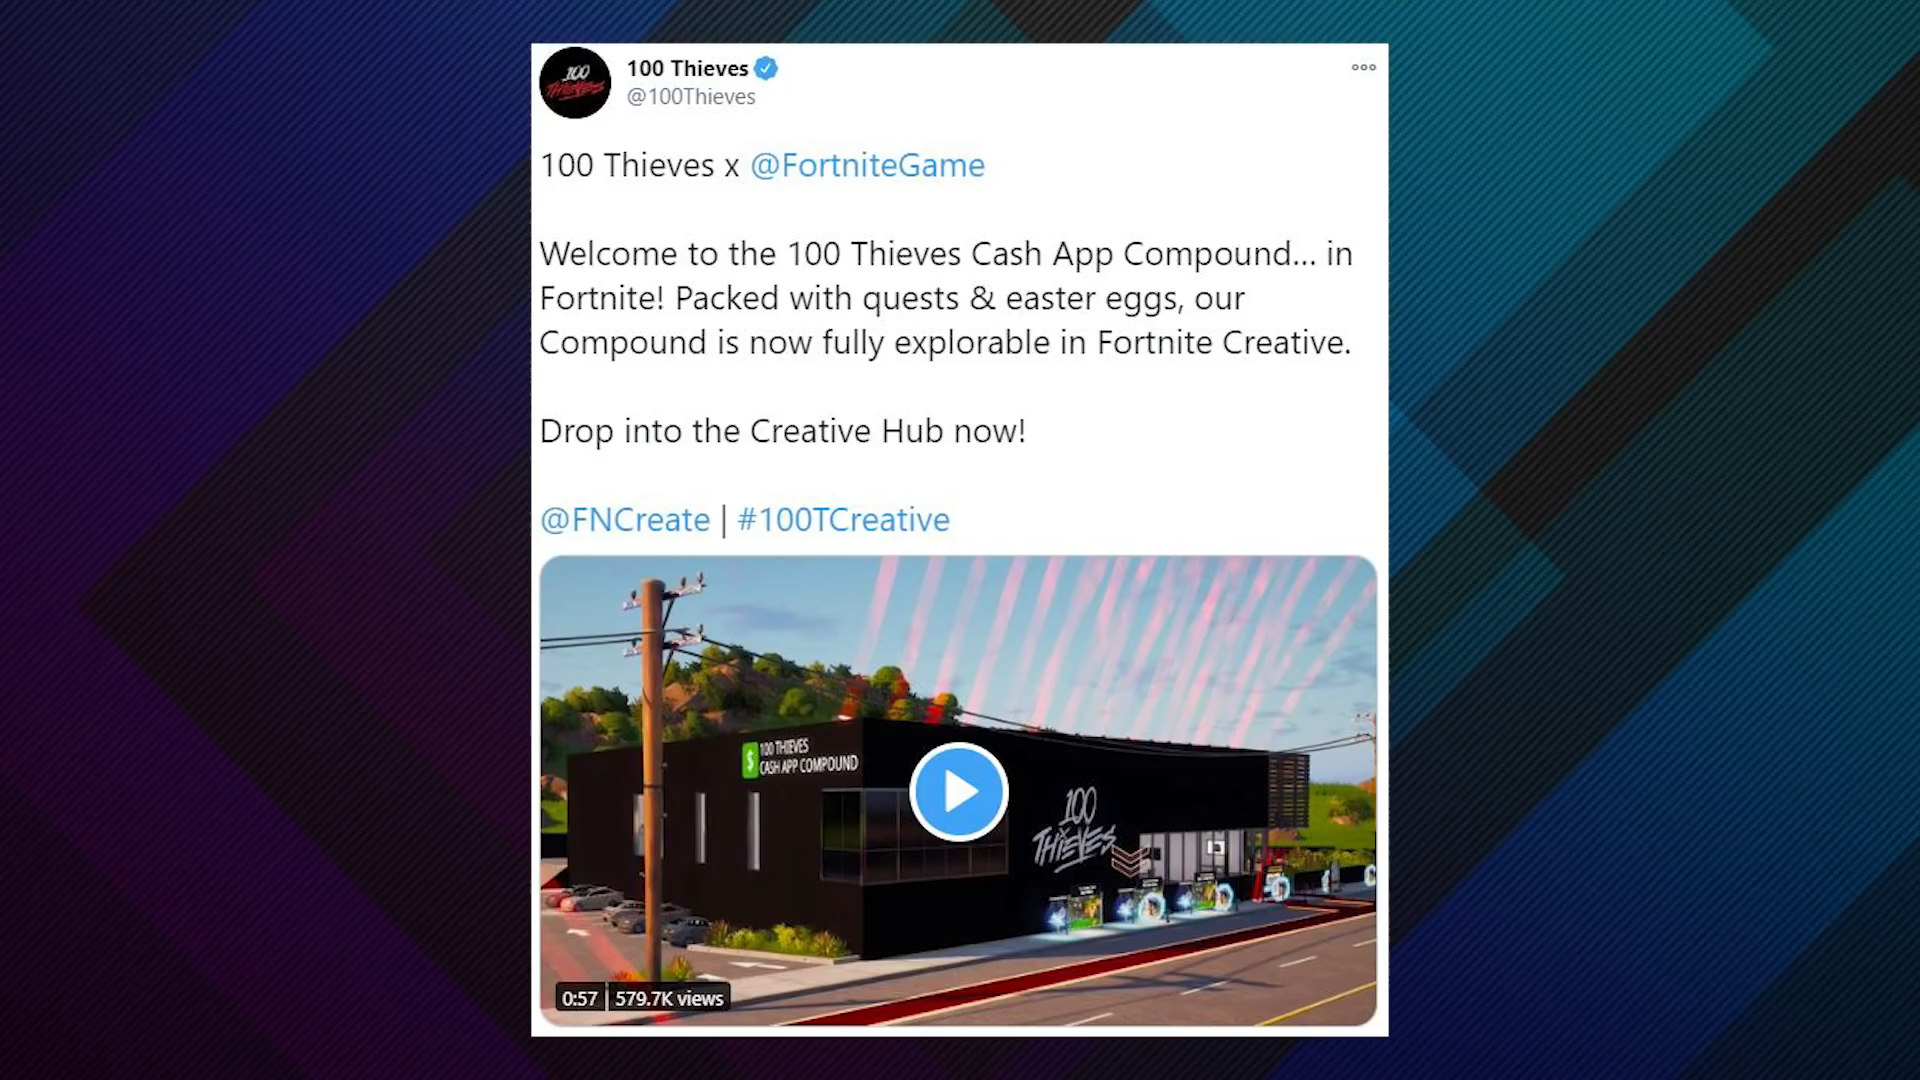 100 Thieves
@100Thieves
100 THIEVES
100 Thieves x @FortniteGame
Welcome to the 100 Thieves Cash App Compound... in
Fortnite! Packed with quests & easter eggs, our
Compound is now fully explorable in Fortnite Creative.
Drop into the Creative Hub now!
@FNCreate | #100TCreative
$ 100 THIEVES
CASH APP COMPOUND
100
THIEVES
0:57 | 579.7K views